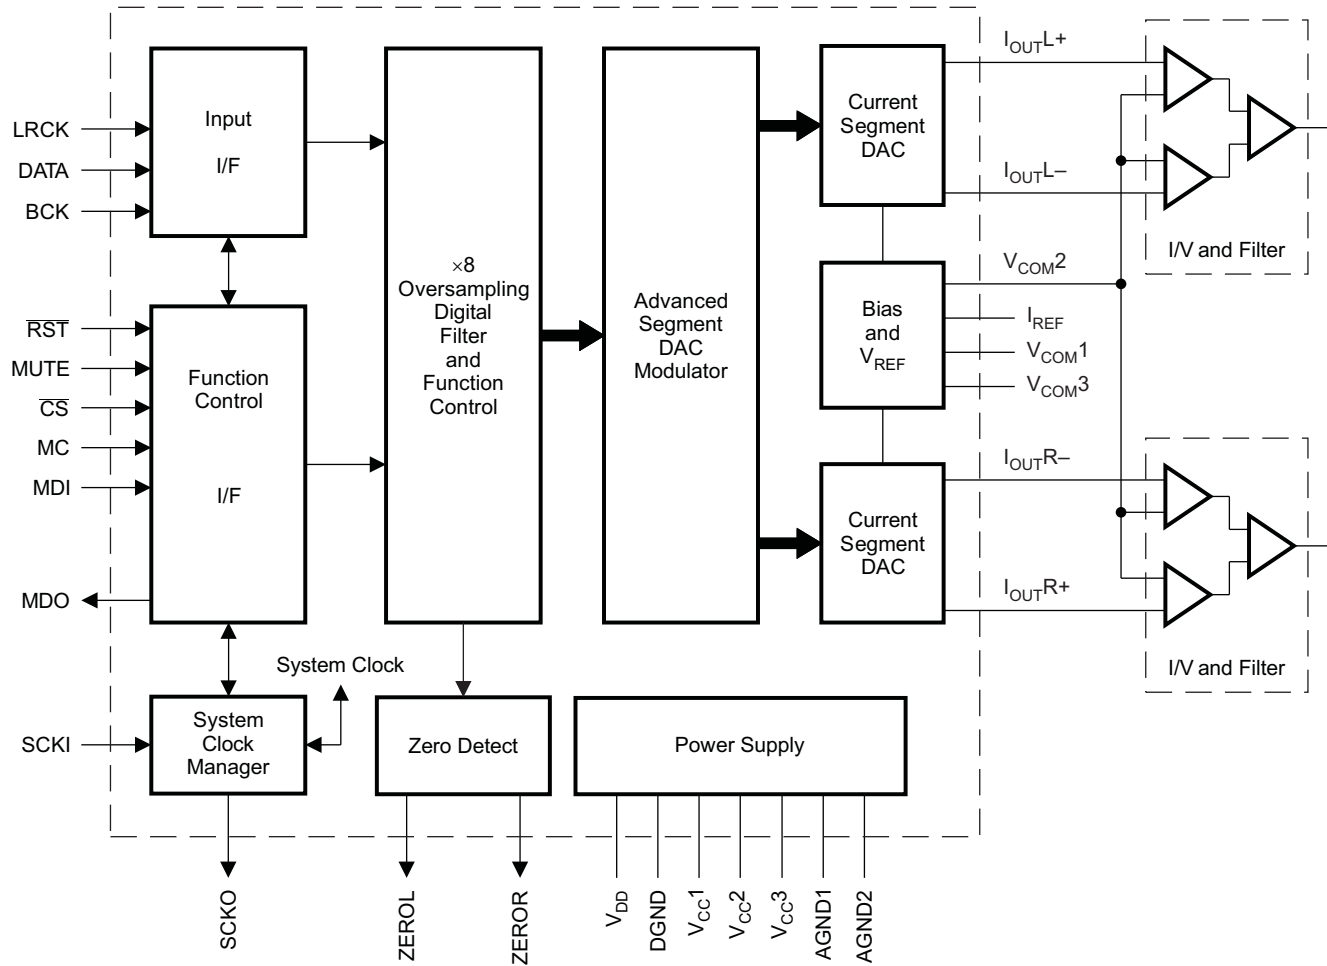 LRCK
DATA
BCK
Input
I/F
RST
MUTE
CS
MC
MDI
MDO
Function
Control
I/F
SCKI
System
Clock
Manager
System Clock
SCKO
×8
Oversampling
Digital
Filter
and
Function
Control
Zero Detect
ZEROL
ZEROR
Advanced
Segment
DAC
Modulator
Power Supply
VDD
DGND
VCC1
VCC2
VCC3
AGND1
AGND2
Current
Segment
DAC
Bias
and
VREF
Current
Segment
DAC
IOUTL+
IOUTL–
VCOM2
IREF
VCOM1
VCOM3
IOUTR–
IOUTR+
I/V and Filter
I/V and Filter